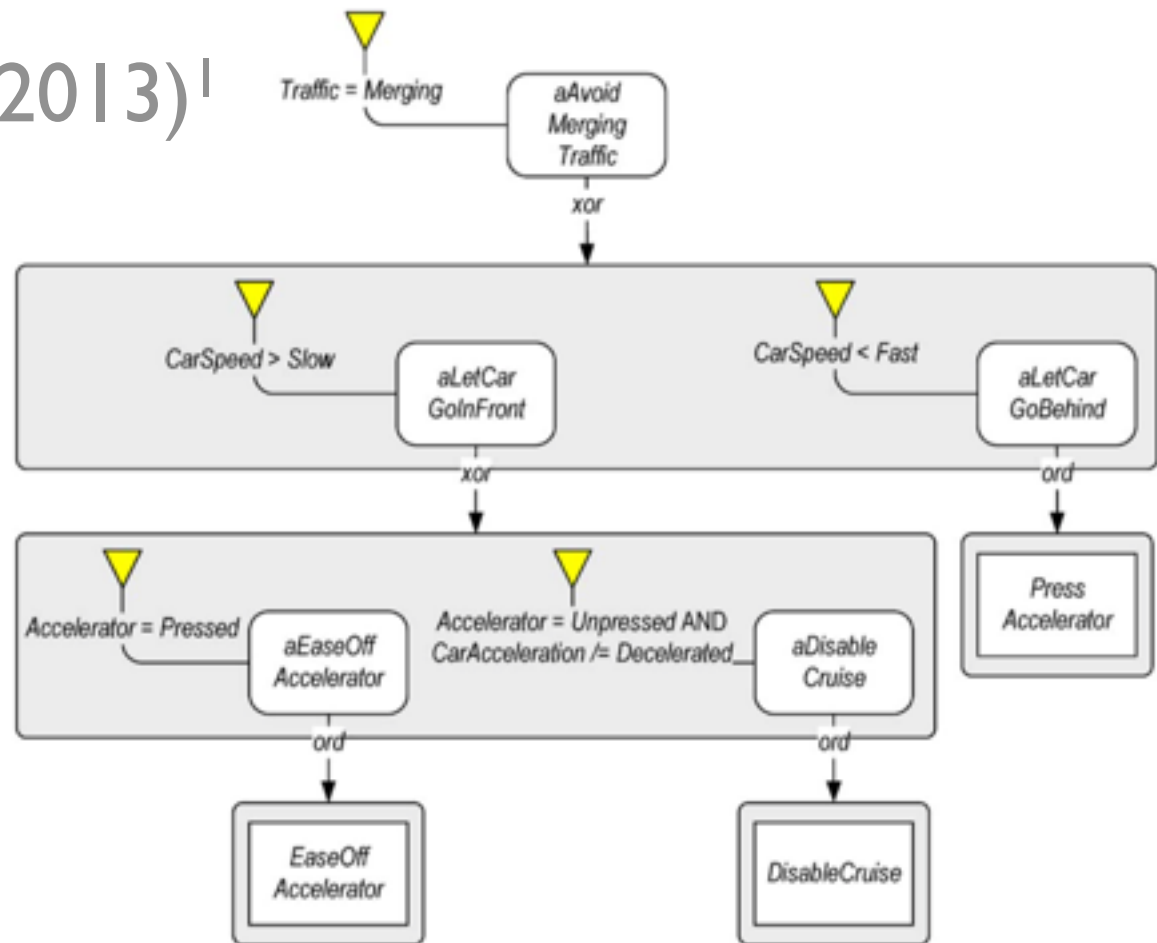 2013)¹
Traffic = Merging
aAvoid
Merging
Traffic
xor
CarSpeed > Slow
aLetCar
GoInFront
CarSpeed < Fast
aLetCar
GoBehind
xor
ord
Accelerator = Pressed
aEaseOff
Accelerator
Accelerator = Unpressed AND
CarAcceleration /= Decelerated
aDisable
Cruise
Press
Accelerator
ord
ord
EaseOff
Accelerator
DisableCruise